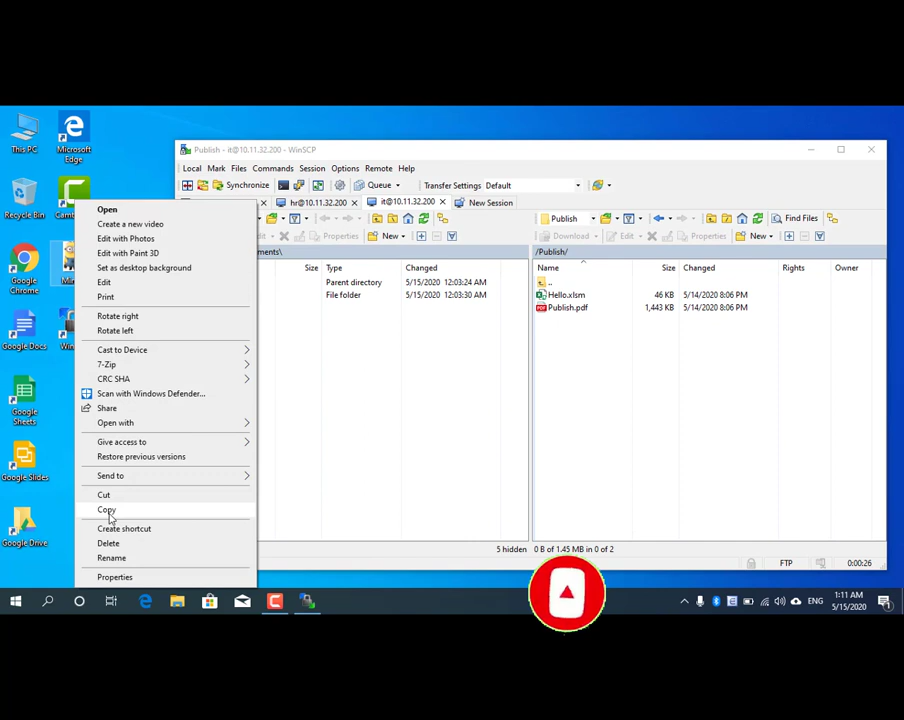 This PC
Microsoft
Edge
Recycle Bin
Google
Chrome
Google Docs
Google
Sheets
Google Slides
Google Drive
Open
Create a new video
Edit with Photos
Edit with Paint 3D
Set as desktop background
Edit
Print
Rotate right
Rotate left
Cast to Device
7-Zip
CRC SHA
Scan with Windows Defender...
Share
Open with
Give access to
Restore previous versions
Send to
Cut
Copy
Create shortcut
Delete
Rename
Properties
Publish - it@10.11.32.200 - WinSCP
Local Mark Files Commands Session Options Remote Help
Synchronize Queue Transfer Settings Default
hr@10.11.32.200 it@10.11.32.200 New Session
Publish Find Files
Properties New Download Edit Properties New
/Publish/
Size Type Changed
Parent directory 5/15/2020 12:03:24 AM
File folder 5/15/2020 12:03:30 AM
Name Size Changed Rights Owner
..
Hello.xlsm 46 KB 5/14/2020 8:06 PM
Publish.pdf 1,443 KB 5/14/2020 8:06 PM
5 hidden 0 B of 1.45 MB in 0 of 2
FTP 0:00:26
ENG 1:11 AM
5/15/2020
1